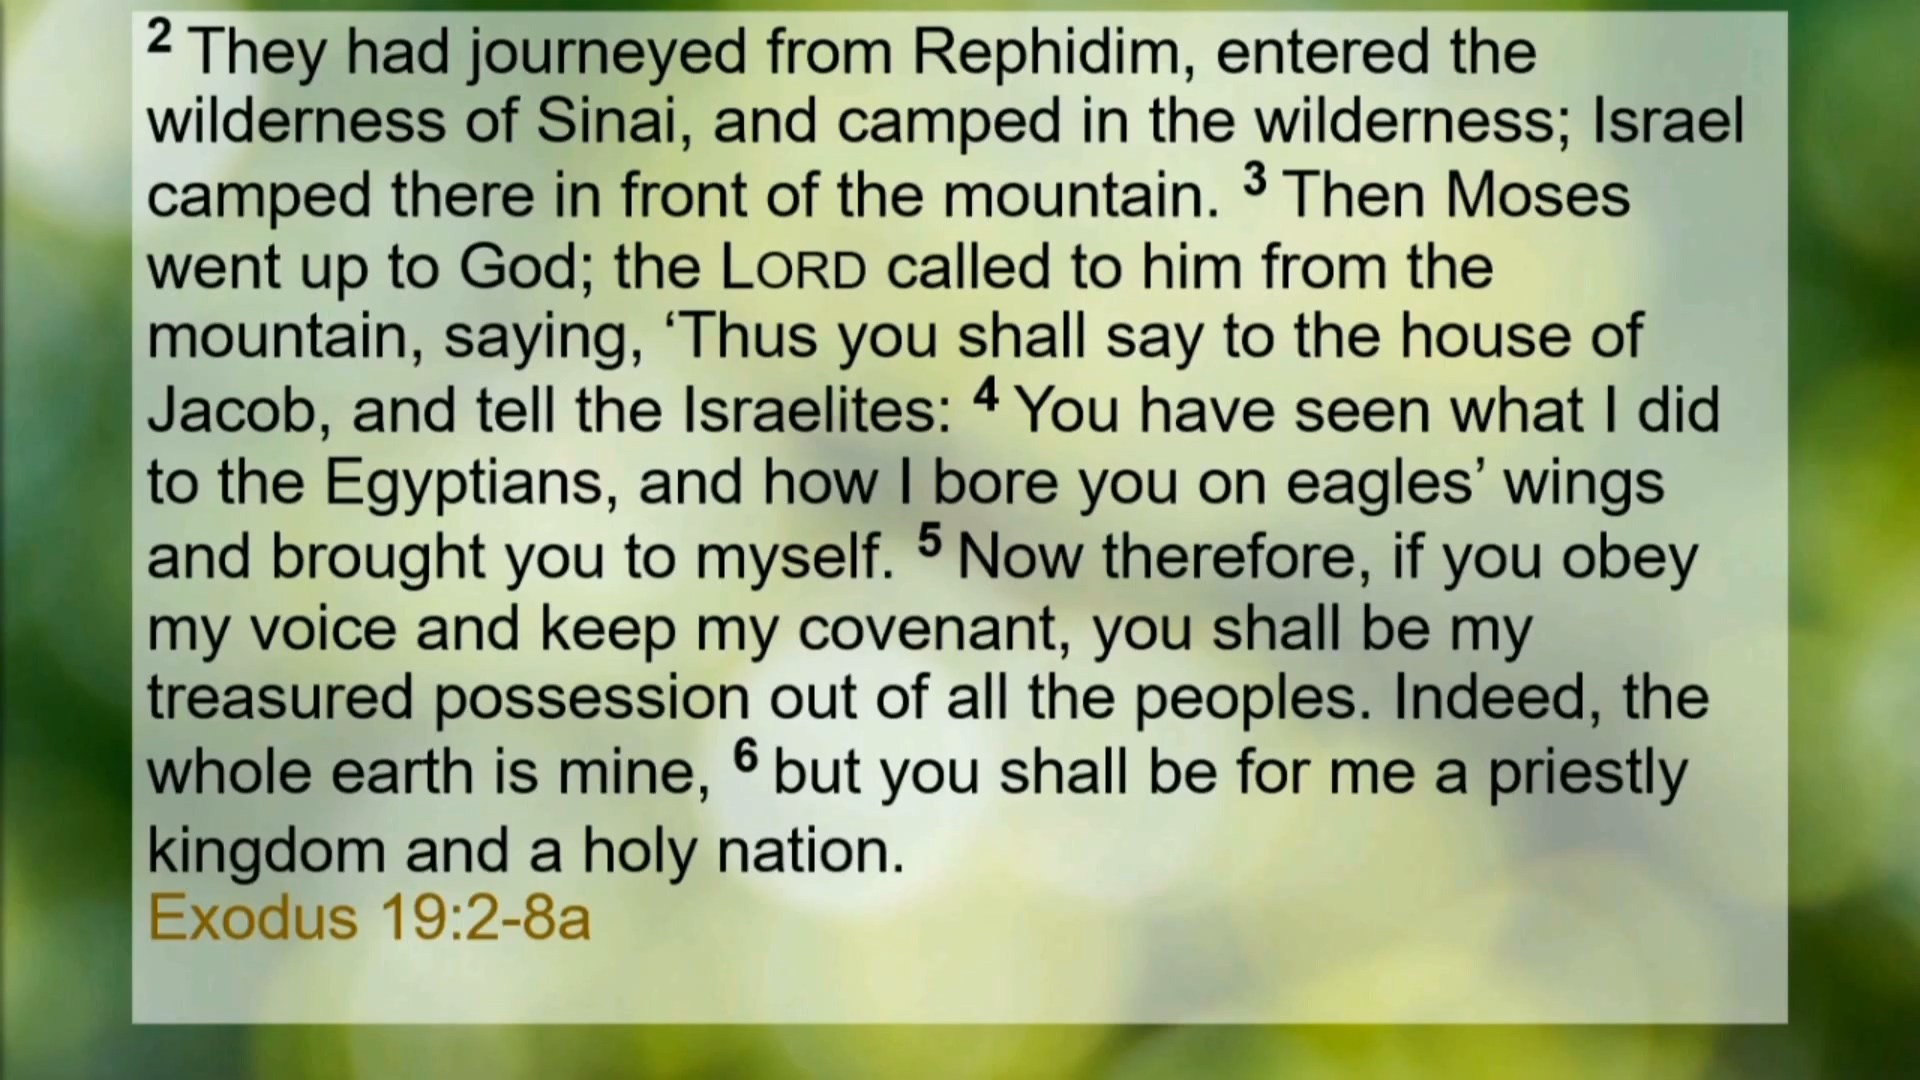 2 They had journeyed from Rephidim, entered the
wilderness of Sinai, and camped in the wilderness; Israel
camped there in front of the mountain. 3 Then Moses
went up to God; the LORD called to him from the
mountain, saying, ‘Thus you shall say to the house of
Jacob, and tell the Israelites: 4 You have seen what I did
to the Egyptians, and how I bore you on eagles’ wings
and brought you to myself. 5 Now therefore, if you obey
my voice and keep my covenant, you shall be my
treasured possession out of all the peoples. Indeed, the
whole earth is mine, 6 but you shall be for me a priestly
kingdom and a holy nation.
Exodus 19:2-8a